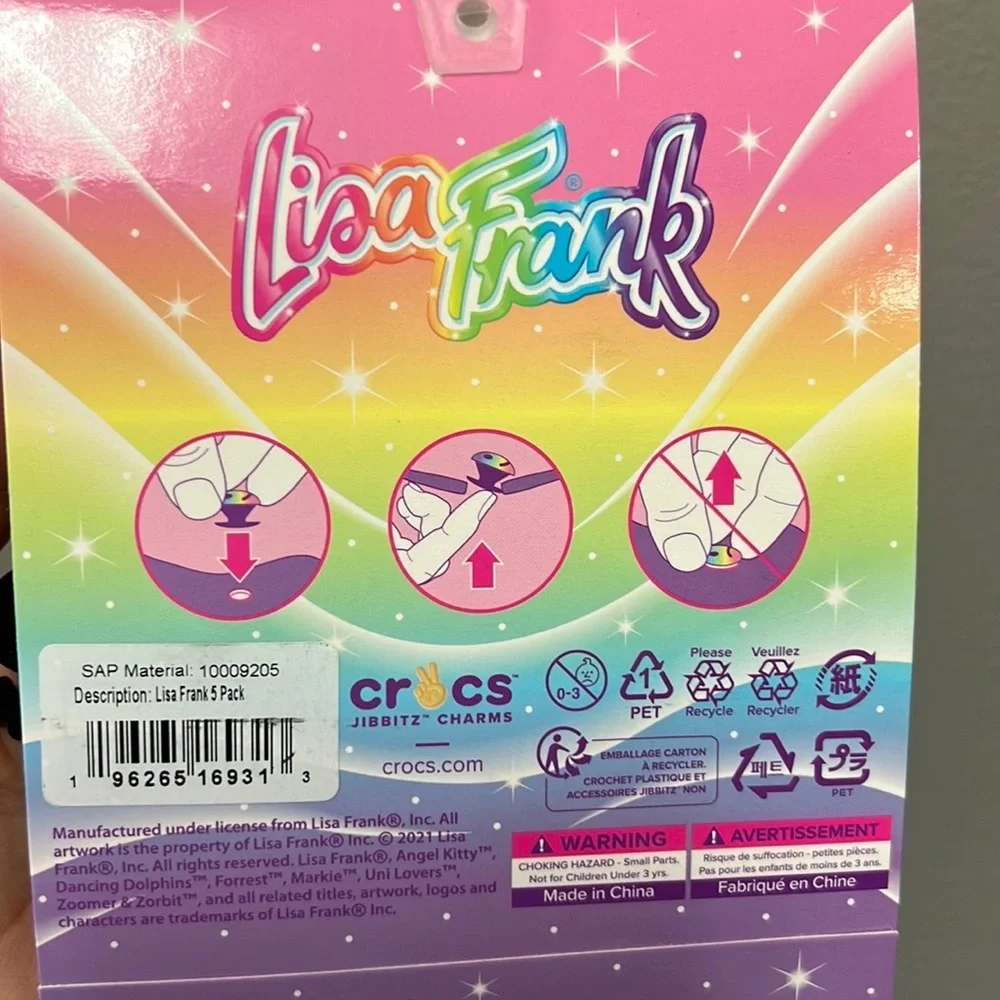 Lisa Frank®
SAP Material: 10009205
Description: Lisa Frank 5 Pack
1 96265 16931 3
crocs™
JIBBITZ™ CHARMS
crocs.com
0-3
1
PET
Please
Recycle
Veuillez
Recycler
紙
EMBALLAGE CARTON
À RECYCLER.
CROCHET PLASTIQUE ET
ACCESSOIRES JIBBITZ™ NON
페트
プラ
PET
Manufactured under license from Lisa Frank®, Inc. All
artwork is the property of Lisa Frank® Inc. © 2021 Lisa
Frank®, Inc. All rights reserved. Lisa Frank®, Angel Kitty™,
Dancing Dolphins™, Forrest™, Markie™, Uni Lovers™,
Zoomer & Zorbit™, and all related titles, artwork, logos and
characters are trademarks of Lisa Frank® Inc.
WARNING
CHOKING HAZARD - Small Parts.
Not for Children Under 3 yrs.
Made in China
AVERTISSEMENT
Risque de suffocation - petites pièces.
Pas pour les enfants de moins de 3 ans.
Fabriqué en Chine